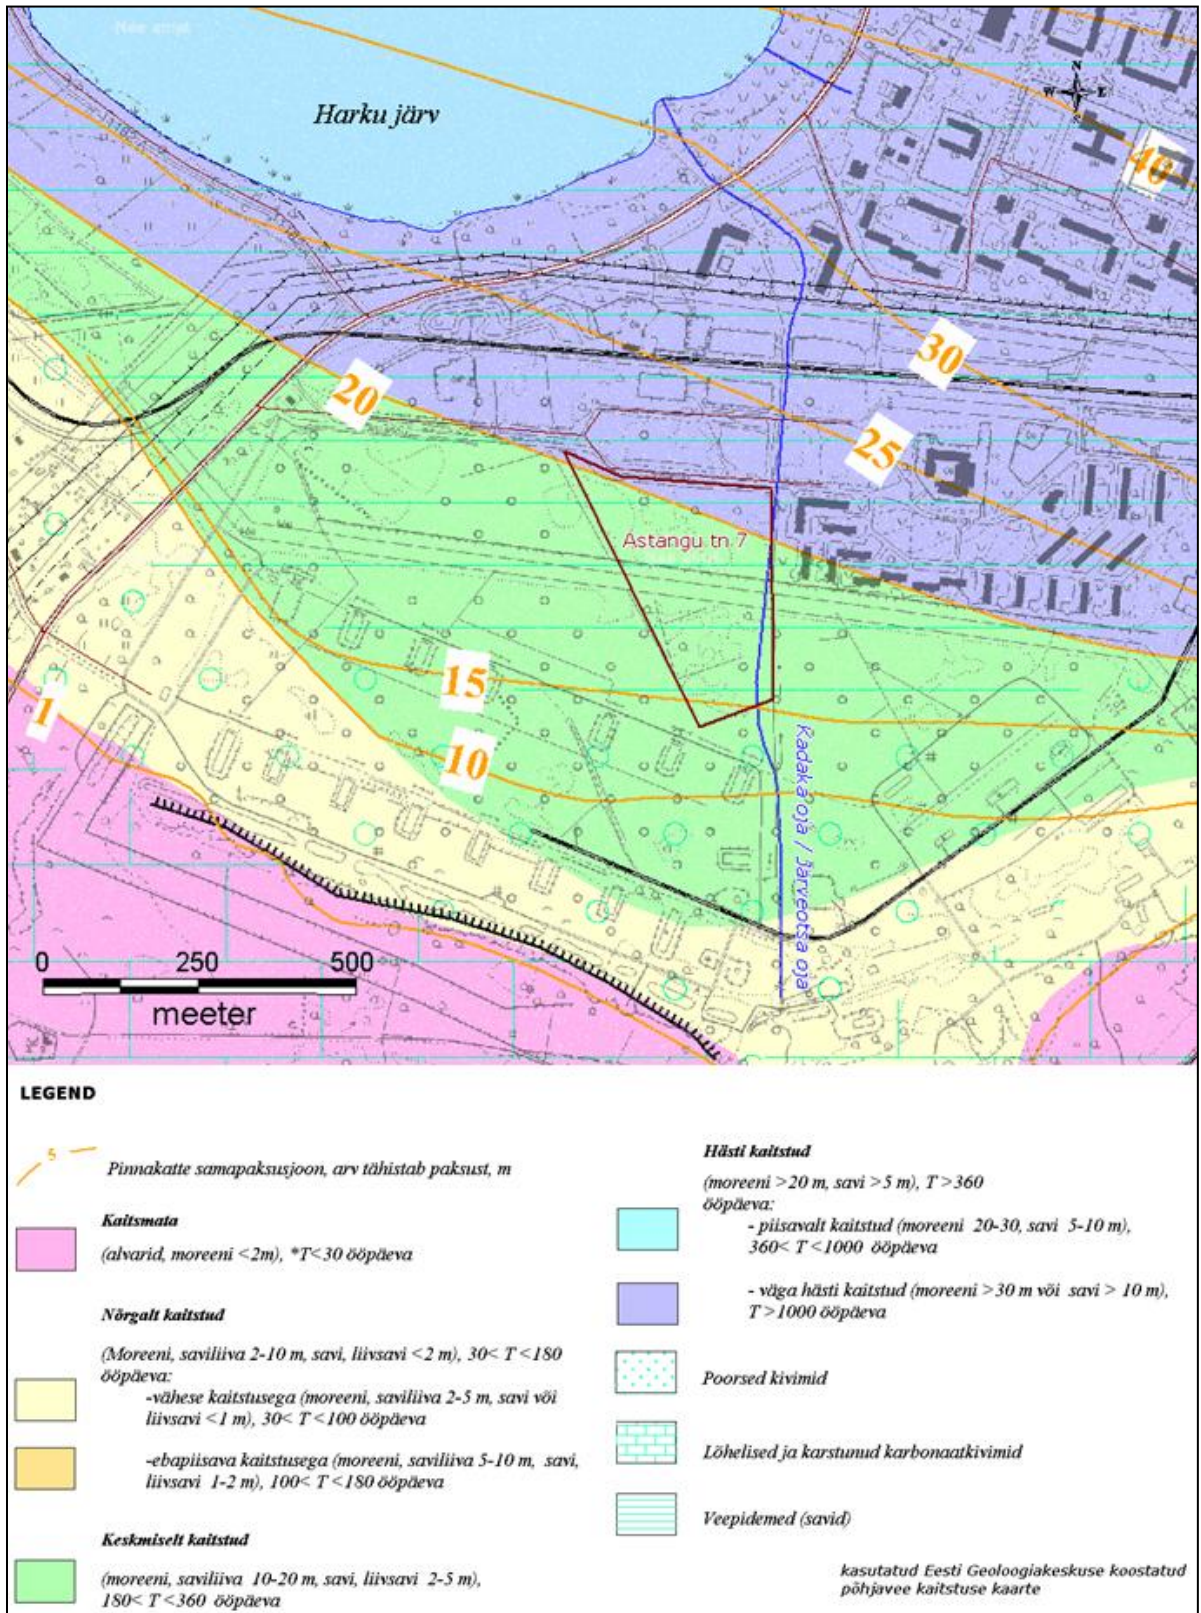 Harku järv
N
W E
40
30
20
25
Astangu tn 7
15
1
10
Kadaka oja / Järveotsa oja
0 250 500
meeter
LEGEND
5
Pinnakatte samapaksusjoon, arv tähistab paksust, m
Kaitsmata
(alvarid, moreeni <2m), *T<30 ööpäeva
Nõrgalt kaitstud
(Moreeni, saviliiva 2-10 m, savi, liivsavi <2 m), 30< T <180
ööpäeva:
-vähese kaitstusega (moreeni, saviliiva 2-5 m, savi või
liivsavi <1 m), 30< T <100 ööpäeva
-ebapiisava kaitstusega (moreeni, saviliiva 5-10 m, savi,
liivsavi 1-2 m), 100< T <180 ööpäeva
Keskmiselt kaitstud
(moreeni, saviliiva 10-20 m, savi, liivsavi 2-5 m),
180< T <360 ööpäeva
Hästi kaitstud
(moreeni >20 m, savi >5 m), T >360
ööpäeva:
- piisavalt kaitstud (moreeni 20-30, savi 5-10 m),
360< T <1000 ööpäeva
- väga hästi kaitstud (moreeni >30 m või savi > 10 m),
T >1000 ööpäeva
Poorsed kivimid
Lõhelised ja karstunud karbonaatkivimid
Veepidemed (savid)
kasutatud Eesti Geoloogiakeskuse koostatud
põhjavee kaitstuse kaarte